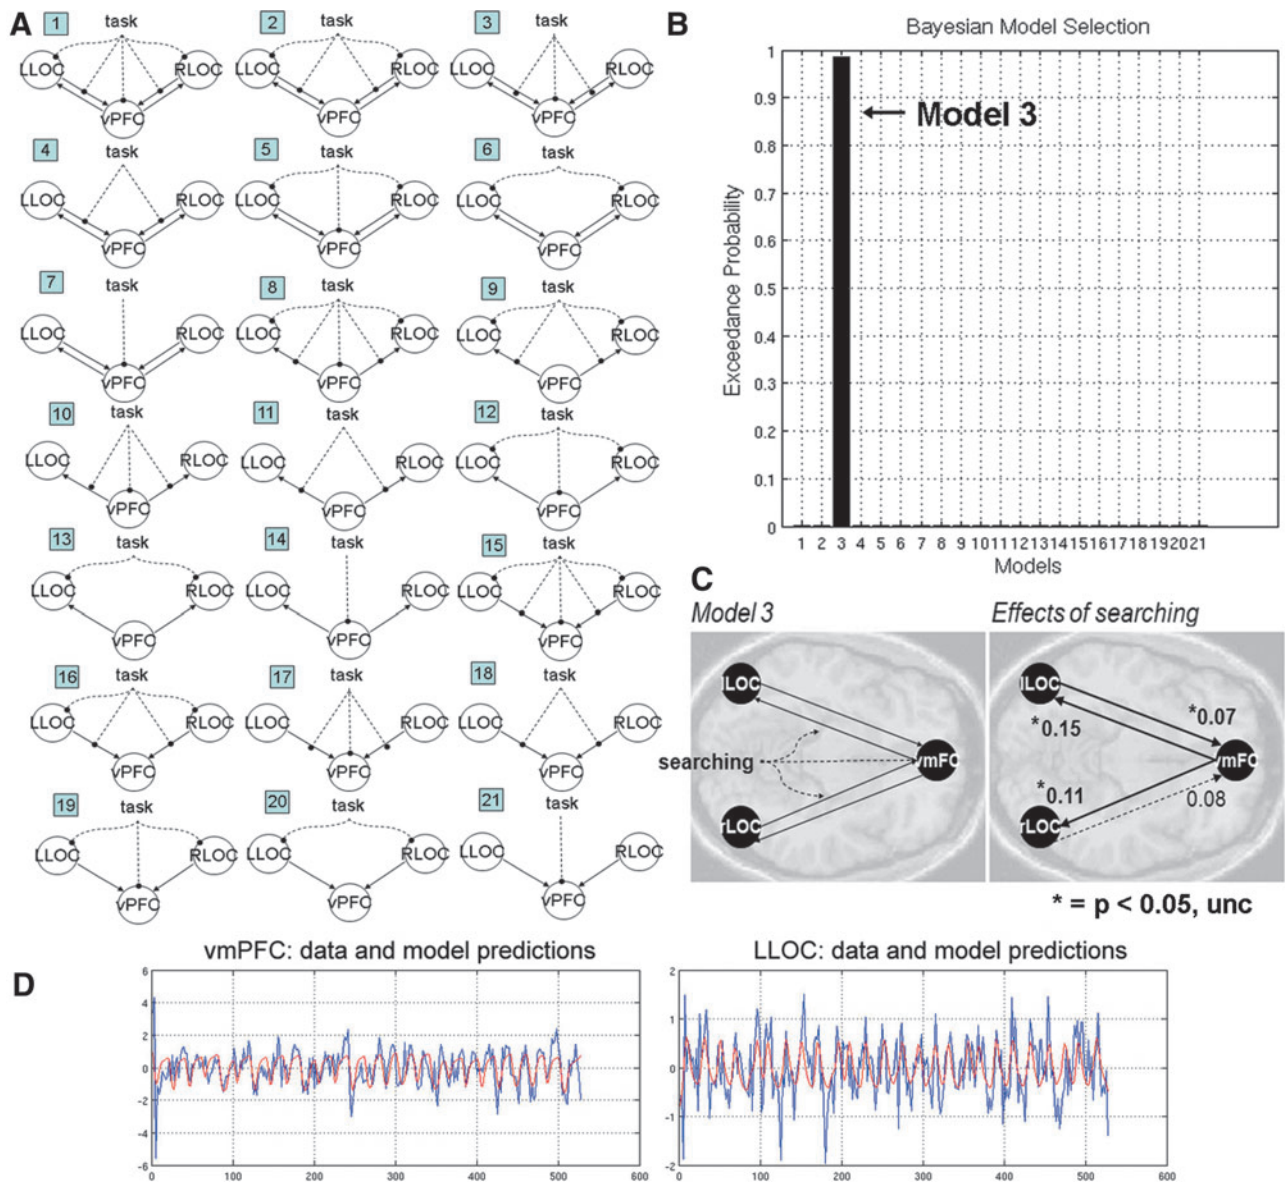 A
1 task 2 task 3 task
LLOC RLOC LLOC RLOC LLOC RLOC
vPFC vPFC vPFC
4 task 5 task 6 task
LLOC RLOC LLOC RLOC LLOC RLOC
vPFC vPFC vPFC
7 task 8 task 9 task
LLOC RLOC LLOC RLOC LLOC RLOC
vPFC vPFC vPFC
10 task 11 task 12 task
LLOC RLOC LLOC RLOC LLOC RLOC
vPFC vPFC vPFC
13 task 14 task 15 task
LLOC RLOC LLOC RLOC LLOC RLOC
vPFC vPFC vPFC
16 task 17 task 18 task
LLOC RLOC LLOC RLOC LLOC RLOC
vPFC vPFC vPFC
19 task 20 task 21 task
LLOC RLOC LLOC RLOC LLOC RLOC
vPFC vPFC vPFC
B
Bayesian Model Selection
Exceedance Probability
1
0.9
0.8
0.7
0.6
0.5
0.4
0.3
0.2
0.1
0
Model 3
1 2 3 4 5 6 7 8 9 10 11 12 13 14 15 16 17 18 19 20 21
Models
C
Model 3
lLOC
searching
vmFC
rLOC
Effects of searching
lLOC
*0.07
*0.15
vmFC
*0.11
0.08
rLOC
* = p < 0.05, unc
D
vmPFC: data and model predictions
6
4
2
0
-2
-4
-6
0 100 200 300 400 500 600
LLOC: data and model predictions
2
1
0
-1
-2
0 100 200 300 400 500 600